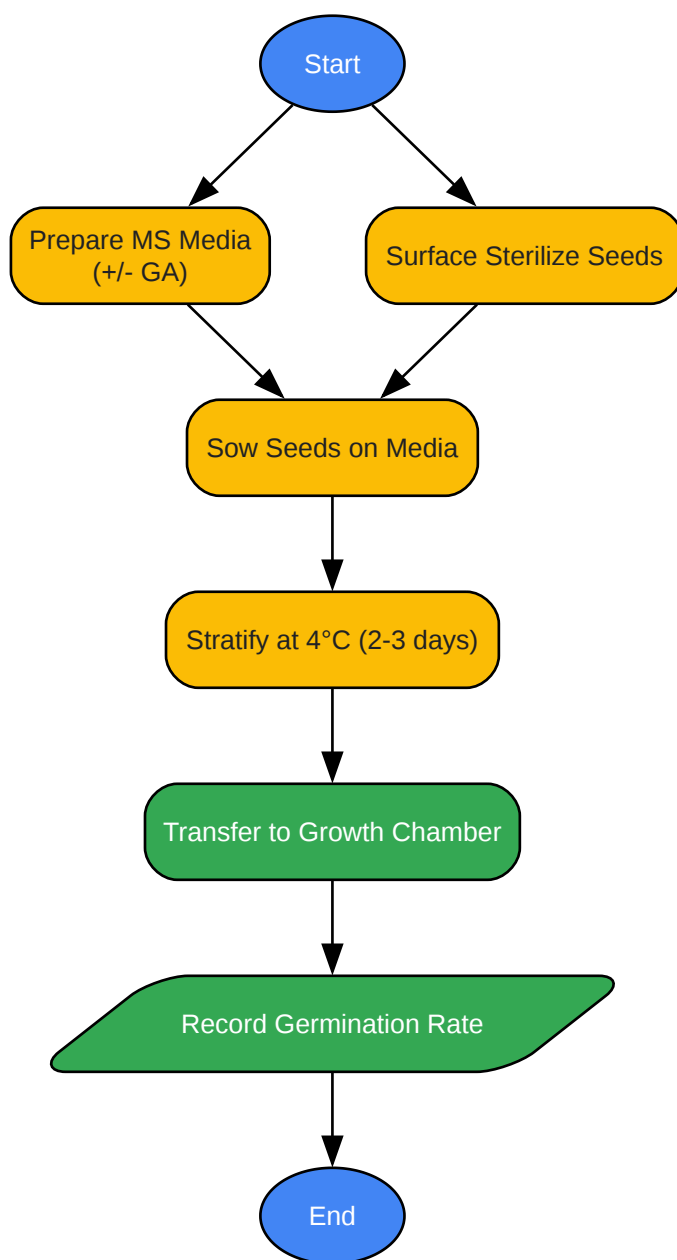 Start
Prepare MS Media
(+/- GA)
Surface Sterilize Seeds
Sow Seeds on Media
Stratify at 4°C (2-3 days)
Transfer to Growth Chamber
Record Germination Rate
End